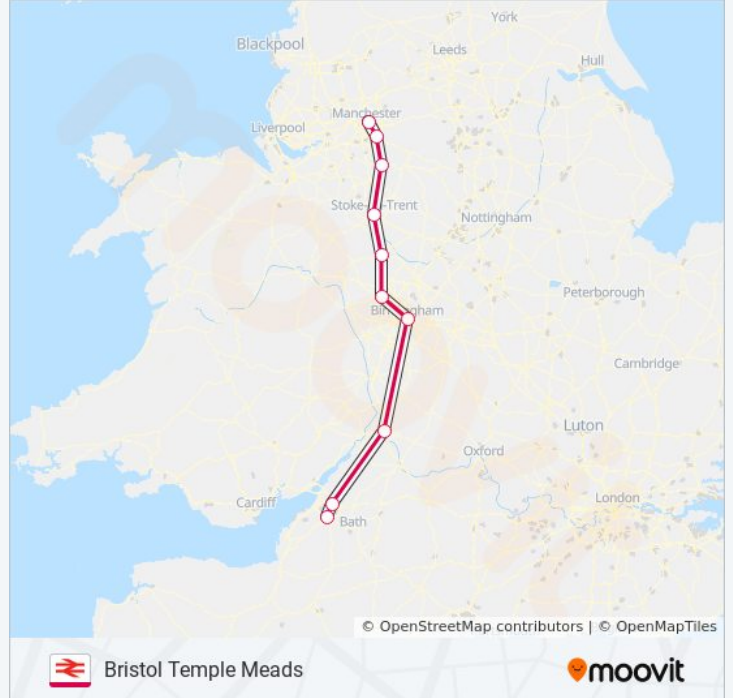 York
Blackpool
Leeds
Hull
Manchester
Liverpool
Stoke-on-Trent
Nottingham
Peterborough
Birmingham
Cambridge
Luton
Oxford
Cardiff
London
Bath
moovit
© OpenStreetMap contributors | © OpenMapTiles
Bristol Temple Meads
moovit